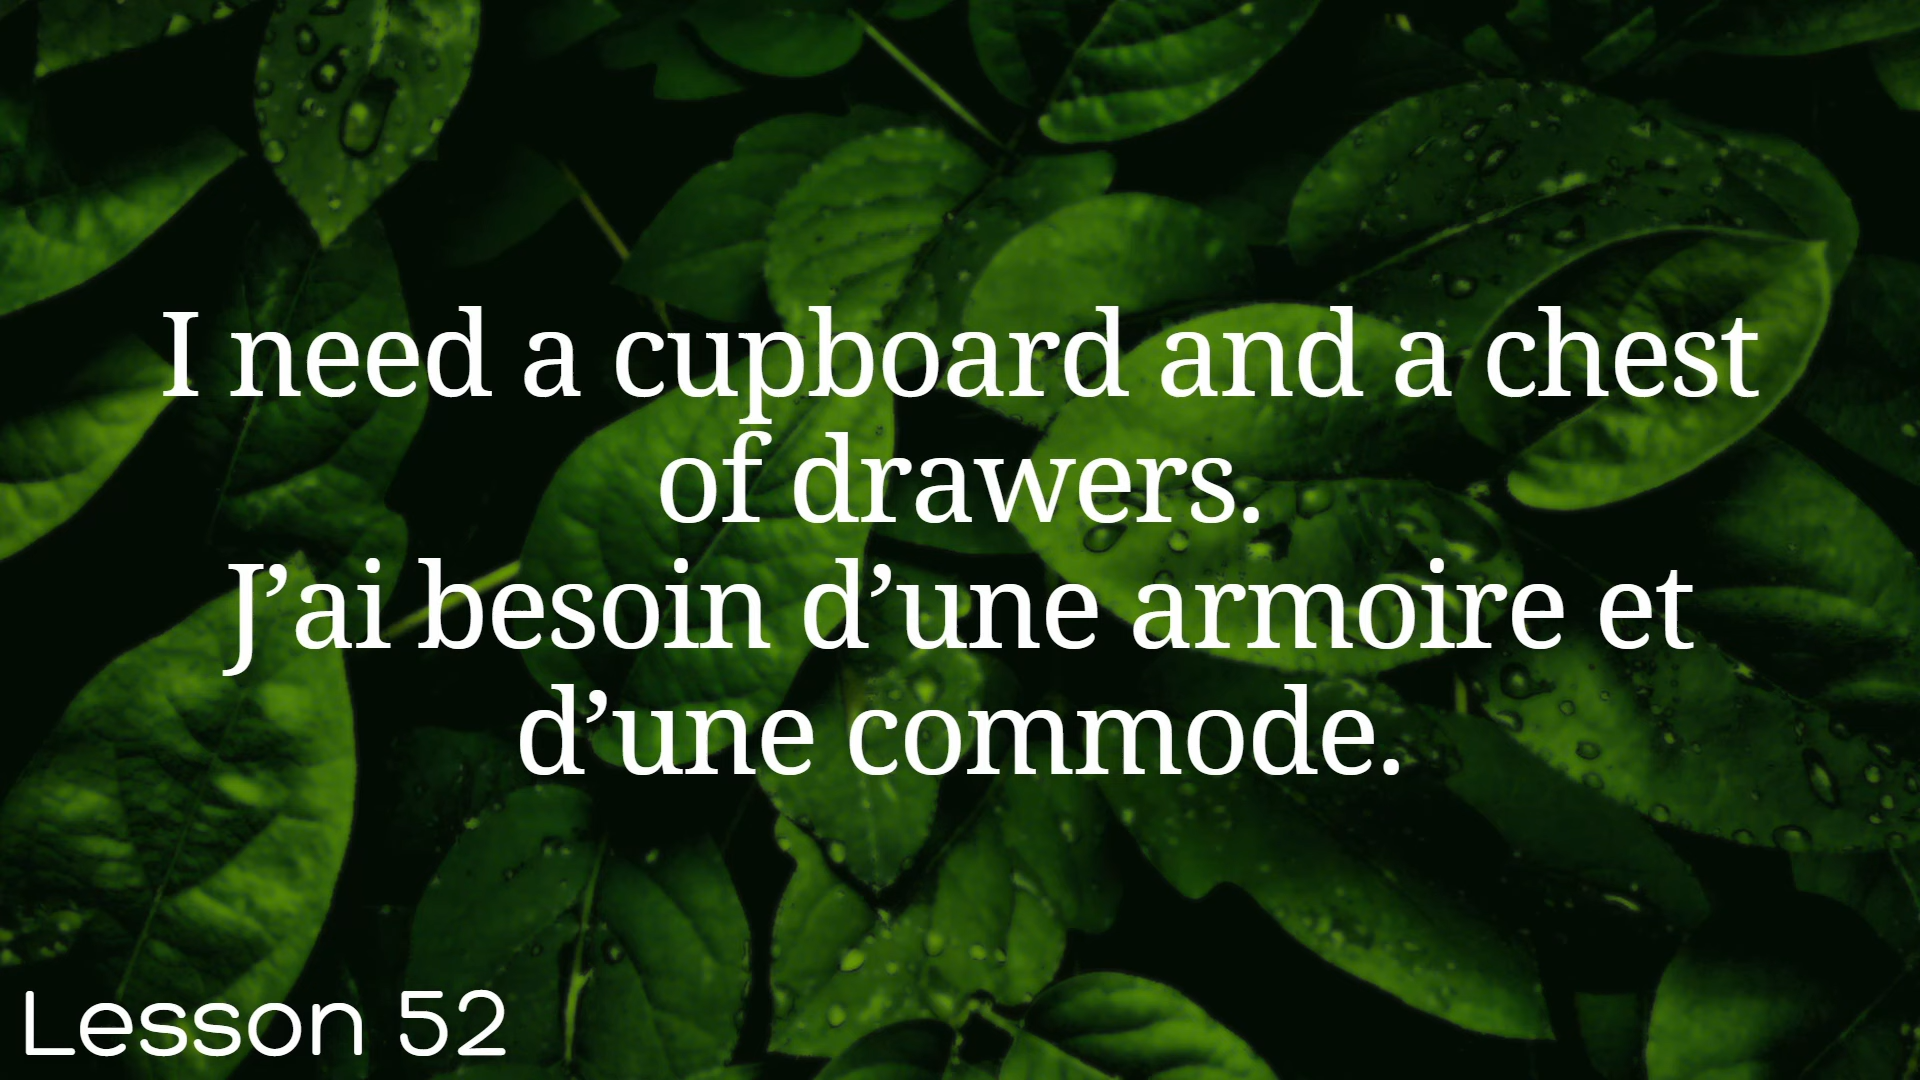 I need a cupboard and a chest
of drawers.
J’ai besoin d’une armoire et
d’une commode.
Lesson 52